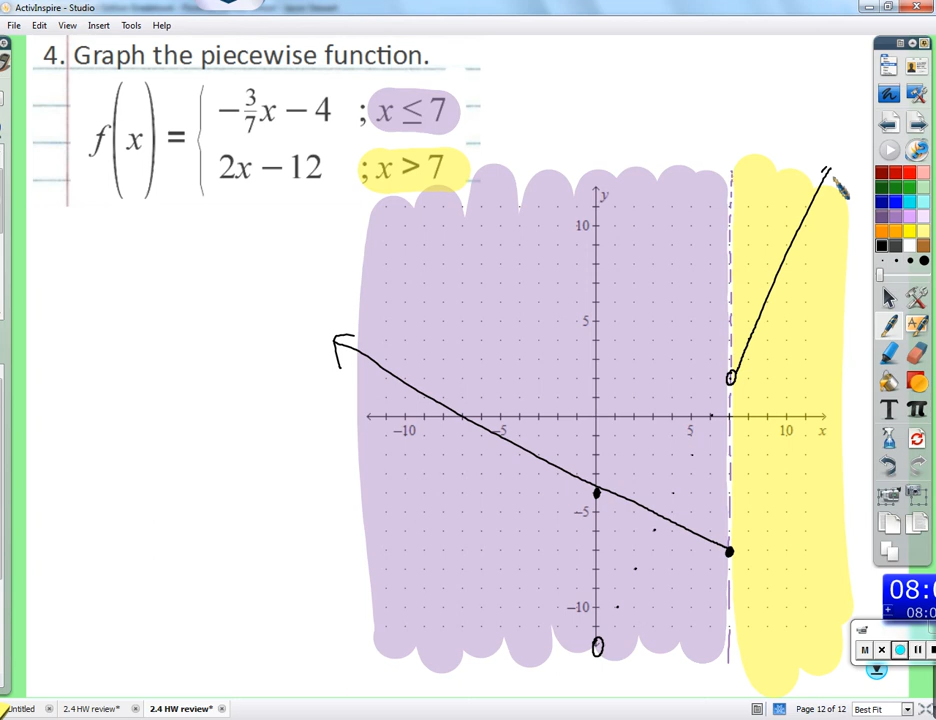 ActivInspire - Studio
File Edit View Insert Tools Help
4. Graph the piecewise function.
f(x) = { -3/7x - 4 ; x ≤ 7
2x - 12 ; x > 7
y
10
5
-10 -5 5 10 x
-5
-10
08:0
08:0
M
Untitled 2.4 HW review* 2.4 HW review* Page 12 of 12 Best Fit